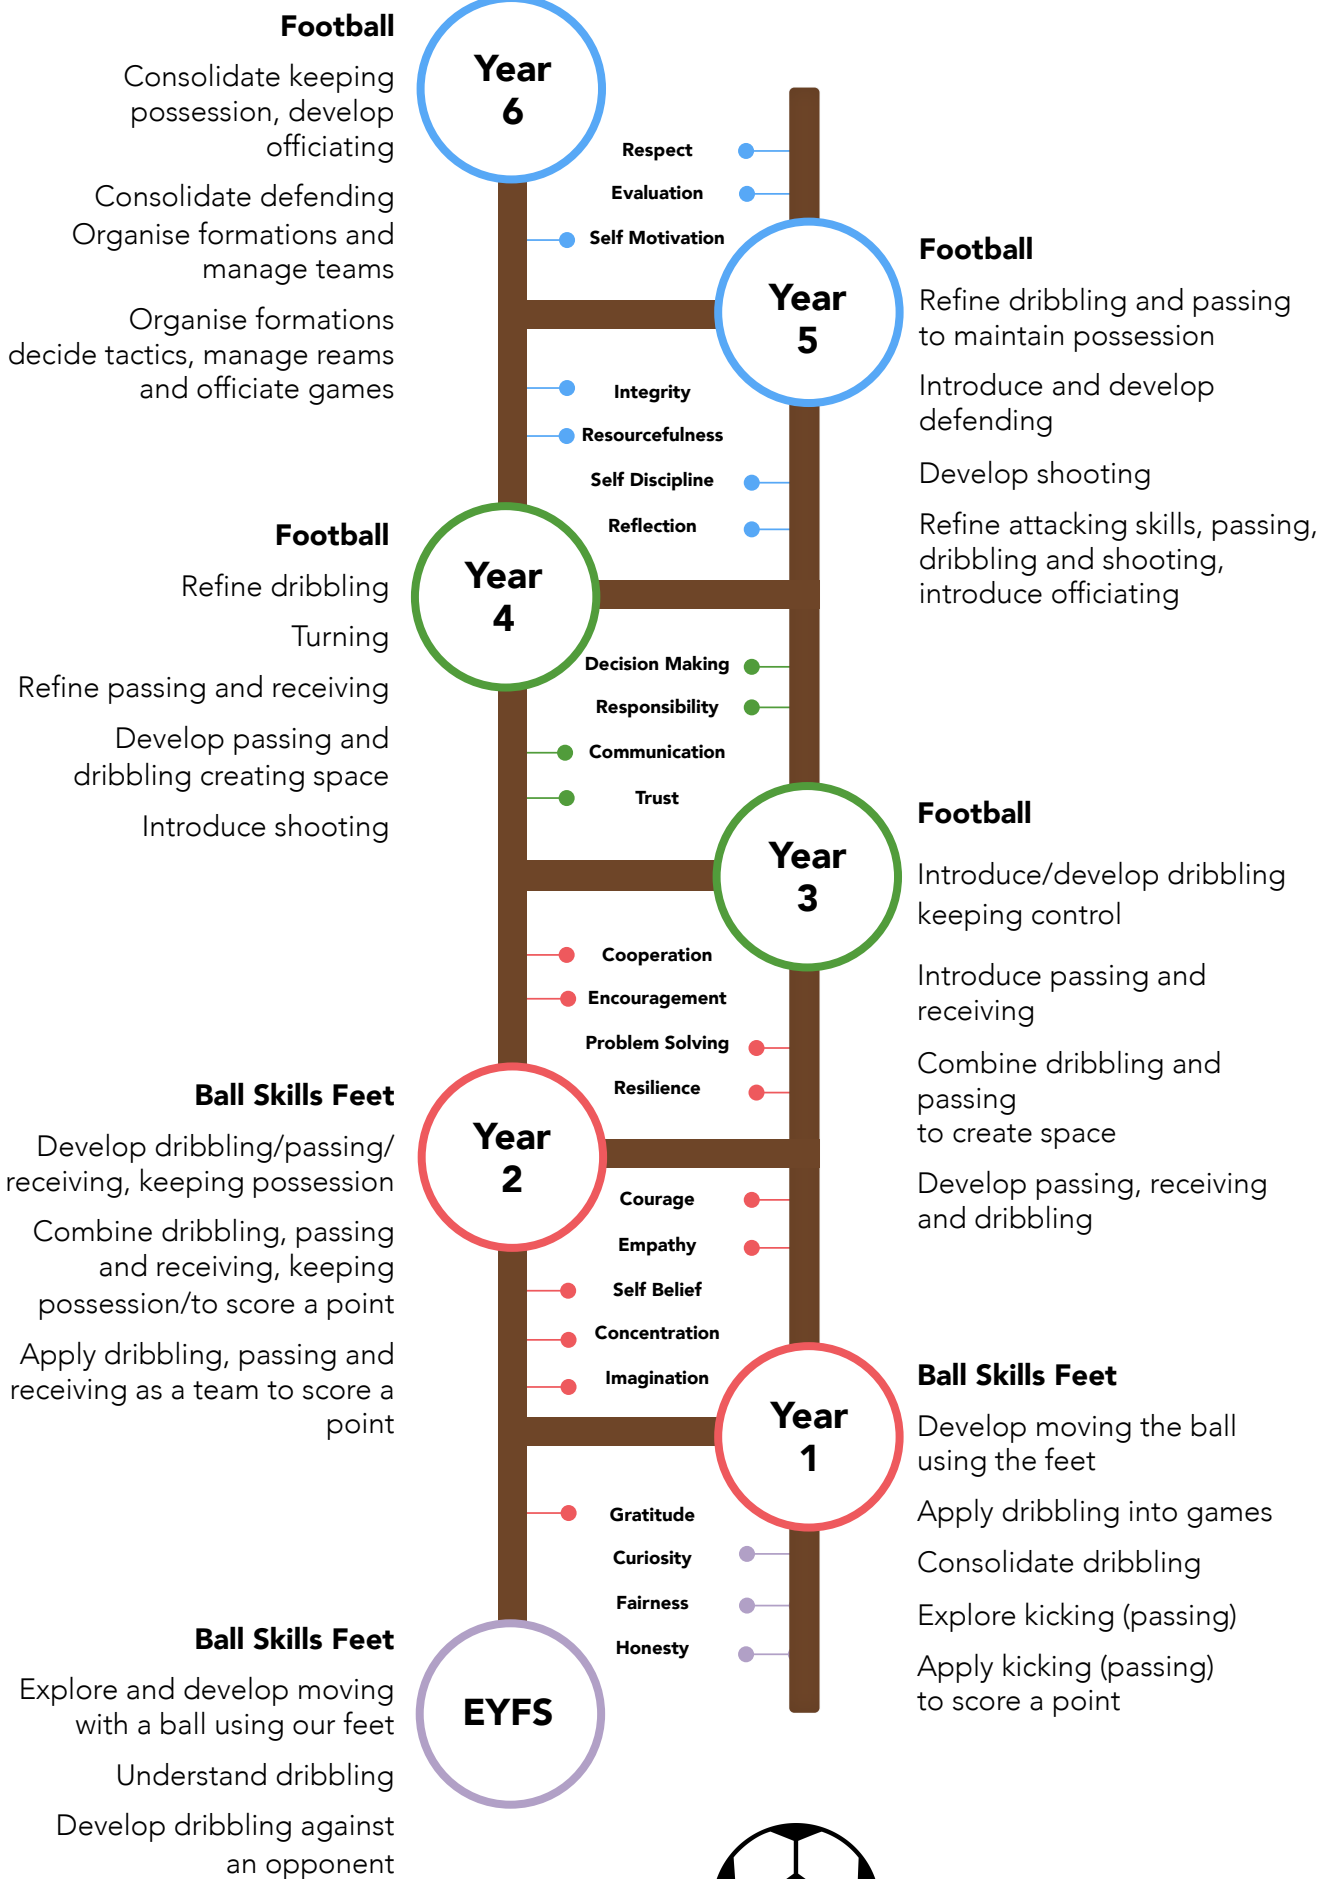 Football
Year
6
Consolidate keeping
possession, develop
officiating
Consolidate defending
Organise formations and
manage teams
Organise formations
decide tactics, manage reams
and officiate games
Respect
Evaluation
Self Motivation
Year
5
Football
Refine dribbling and passing
to maintain possession
Introduce and develop
defending
Develop shooting
Refine attacking skills, passing,
dribbling and shooting,
introduce officiating
Integrity
Resourcefulness
Self Discipline
Reflection
Football
Year
4
Refine dribbling
Turning
Refine passing and receiving
Develop passing and
dribbling creating space
Introduce shooting
Decision Making
Responsibility
Communication
Trust
Year
3
Football
Introduce/develop dribbling
keeping control
Introduce passing and
receiving
Combine dribbling and
passing
to create space
Develop passing, receiving
and dribbling
Cooperation
Encouragement
Problem Solving
Resilience
Ball Skills Feet
Year
2
Develop dribbling/passing/
receiving, keeping possession
Combine dribbling, passing
and receiving, keeping
possession/to score a point
Apply dribbling, passing and
receiving as a team to score a
point
Courage
Empathy
Self Belief
Concentration
Imagination
Year
1
Ball Skills Feet
Develop moving the ball
using the feet
Apply dribbling into games
Consolidate dribbling
Explore kicking (passing)
Apply kicking (passing)
to score a point
Gratitude
Curiosity
Fairness
Honesty
Ball Skills Feet
EYFS
Explore and develop moving
with a ball using our feet
Understand dribbling
Develop dribbling against
an opponent